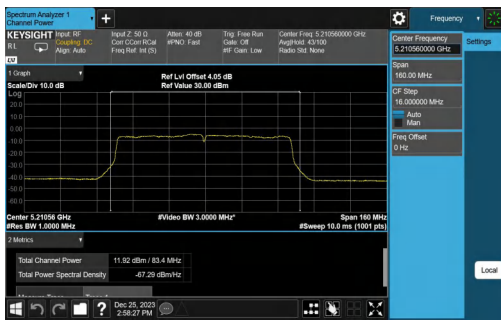 Spectrum Analyzer 1
Channel Power
Frequency
KEYSIGHT
RL
Input: RF
Coupling: DC
Align: Auto
Input Z: 50 Ω
Corr CCorr RCal
Freq Ref: Int (S)
Atten: 40 dB
#PNO: Fast
Trig: Free Run
Gate: Off
#IF Gain: Low
Center Freq: 5.210560000 GHz
Avg|Hold: 43/100
Radio Std: None
LXI
Center Frequency
5.210560000 GHz
Settings
Span
160.00 MHz
CF Step
16.000000 MHz
Auto
Man
Freq Offset
0 Hz
1 Graph
Scale/Div 10.0 dB
Ref Lvl Offset 4.05 dB
Ref Value 30.00 dBm
Log
20.0
10.0
0.00
-10.0
-20.0
-30.0
-40.0
-50.0
-60.0
Center 5.21056 GHz
#Video BW 3.0000 MHz*
Span 160 MHz
#Res BW 1.0000 MHz
#Sweep 10.0 ms (1001 pts)
2 Metrics
Total Channel Power 11.92 dBm / 83.4 MHz
Total Power Spectral Density -67.29 dBm/Hz
Local
?
Dec 25, 2023
2:58:27 PM